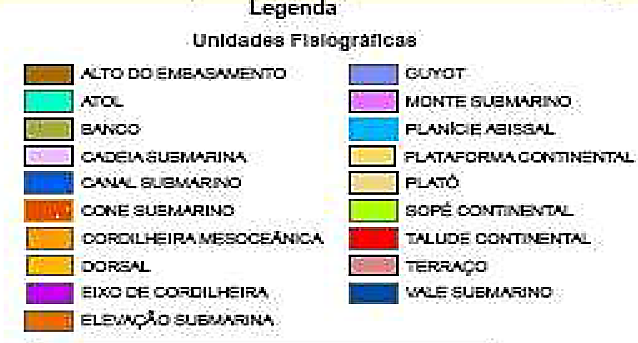 Legenda
Unidades Fisiográficas
ALTO DO EMBASAMENTO
ATOL
BANCO
CADEIA SUBMARINA
CANAL SUBMARINO
CONE SUBMARINO
CORDILHEIRA MESOCEÂNICA
DORSAL
EIXO DE CORDILHEIRA
ELEVAÇÃO SUBMARINA
GUYOT
MONTE SUBMARINO
PLANÍCIE ABISSAL
PLATAFORMA CONTINENTAL
PLATÔ
SOPÉ CONTINENTAL
TALUDE CONTINENTAL
TERRAÇO
VALE SUBMARINO